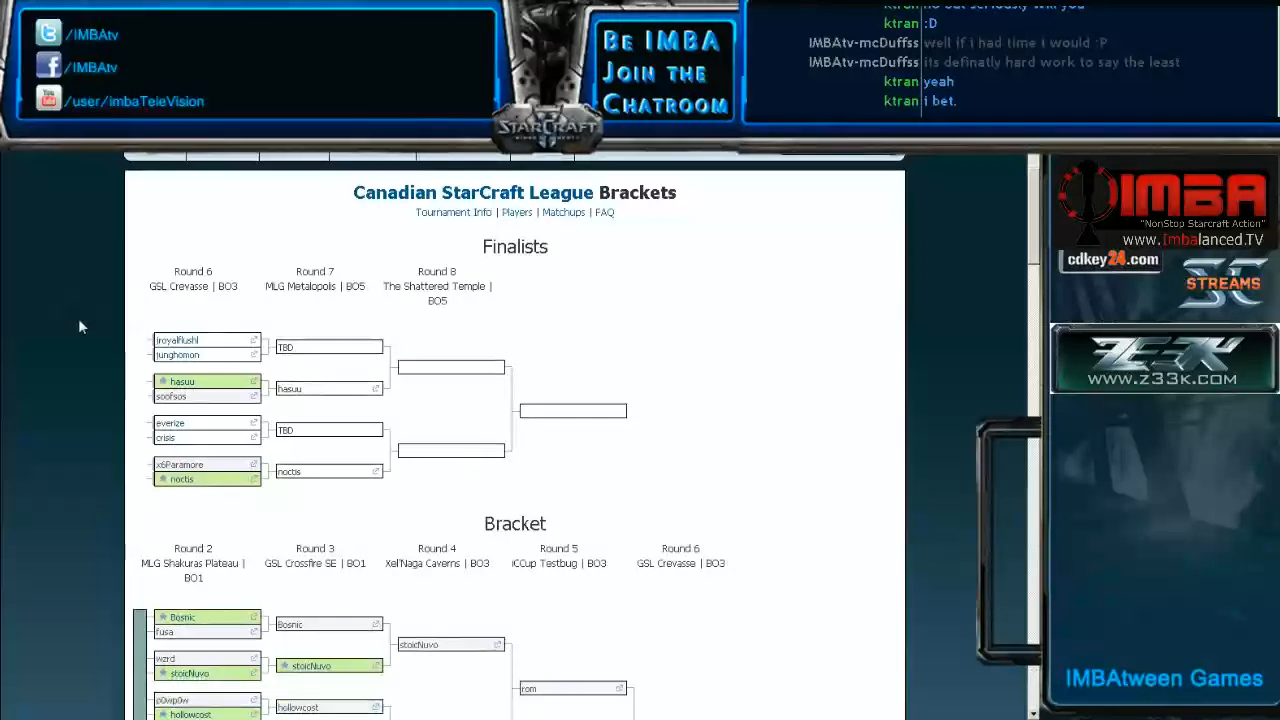 /IMBAtv
/IMBAtv
/user/ImbaTeleVision
STARCRAFT
BE IMBA
JOIN THE
CHATROOM
ktran :D
IMBAtv-mcDuffss well if i had time i would :P
IMBAtv-mcDuffss its definatly hard work to say the least
ktran yeah
ktran i bet.
Canadian StarCraft League Brackets
Tournament Info | Players | Matchups | FAQ
Finalists
Round 6
GSL Crevasse | BO3
Round 7
MLG Metalopolis | BO5
Round 8
The Shattered Temple |
BO5
jroyalflushl
junghomon
hasuu
soofsos
everize
crisis
x6Paramore
noctis
TBD
hasuu
TBD
noctis
Bracket
Round 2
MLG Shakuras Plateau |
BO1
Round 3
GSL Crossfire SE | BO1
Round 4
Xel'Naga Caverns | BO3
Round 5
iCCup Testbug | BO3
Round 6
GSL Crevasse | BO3
Bosnic
fusa
wzrd
stoicNuvo
p0wp0w
hollowcost
Bosnic
stoicNuvo
hollowcost
stoicNuvo
rom
IMBA
"NonStop Starcraft Action"
www.Imbalanced.TV
cdkey24.com
SC
STREAMS
Z33K
WWW.Z33K.COM
IMBAtween Games